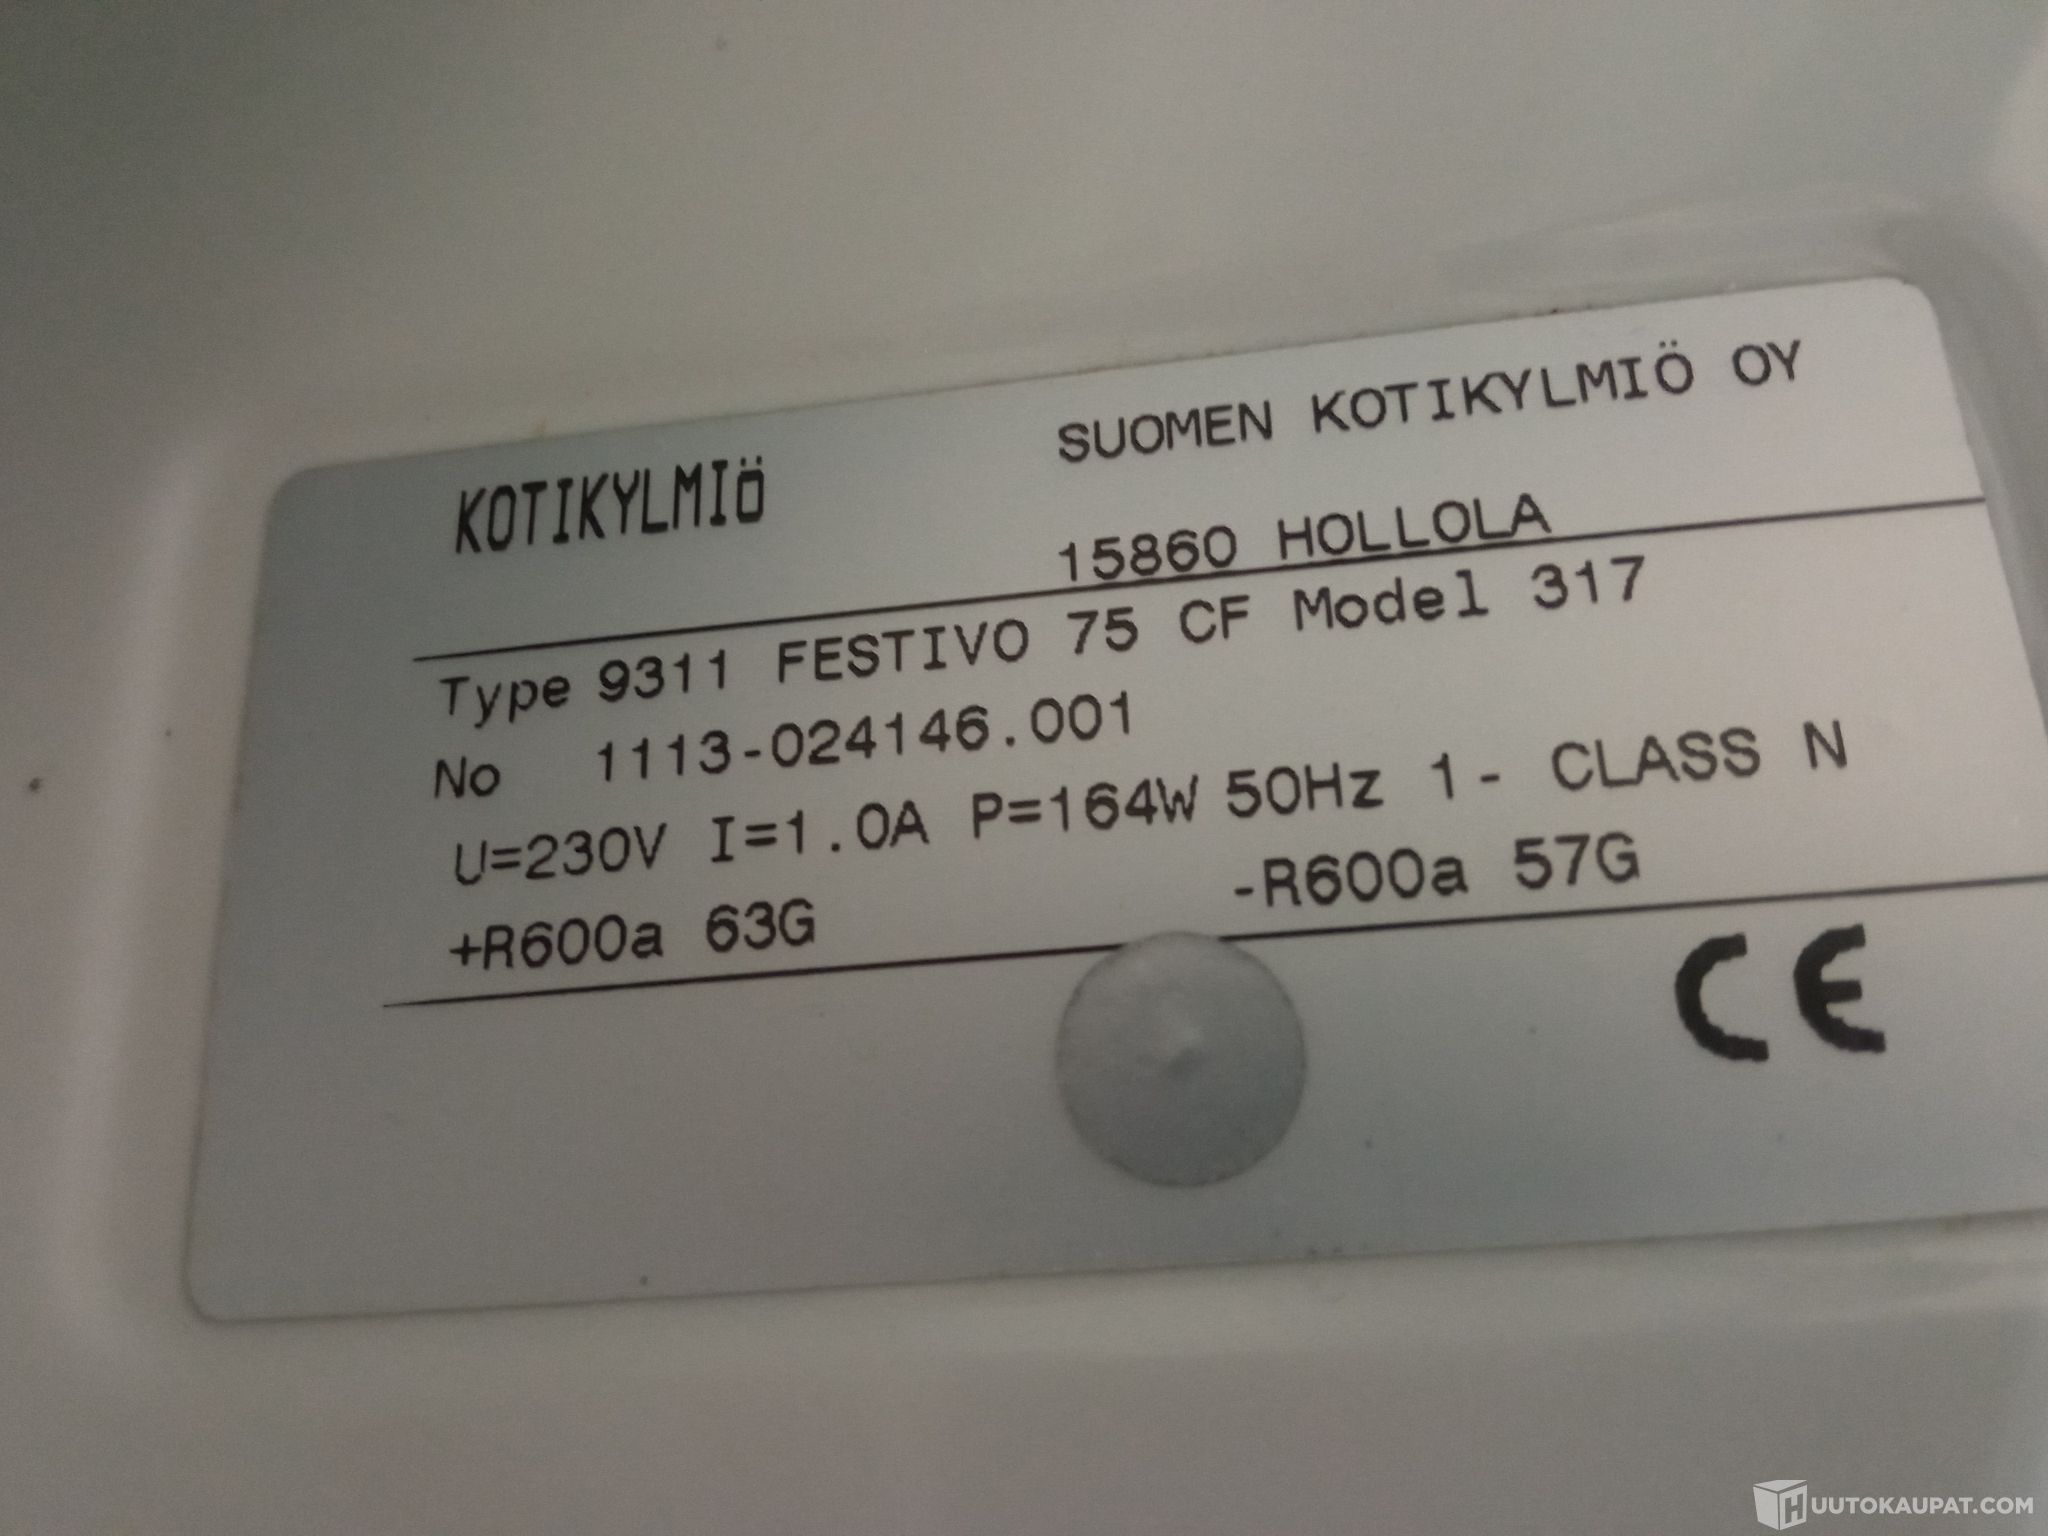 KOTIKYLMIÖ
SUOMEN KOTIKYLMIÖ OY
15860 HOLLOLA
Type 9311 FESTIVO 75 CF Model 317
No 1113-024146.001
U=230V I=1.0A P=164W 50Hz 1- CLASS N
+R600a 63G -R600a 57G
CE
HUUTOKAUPAT.COM